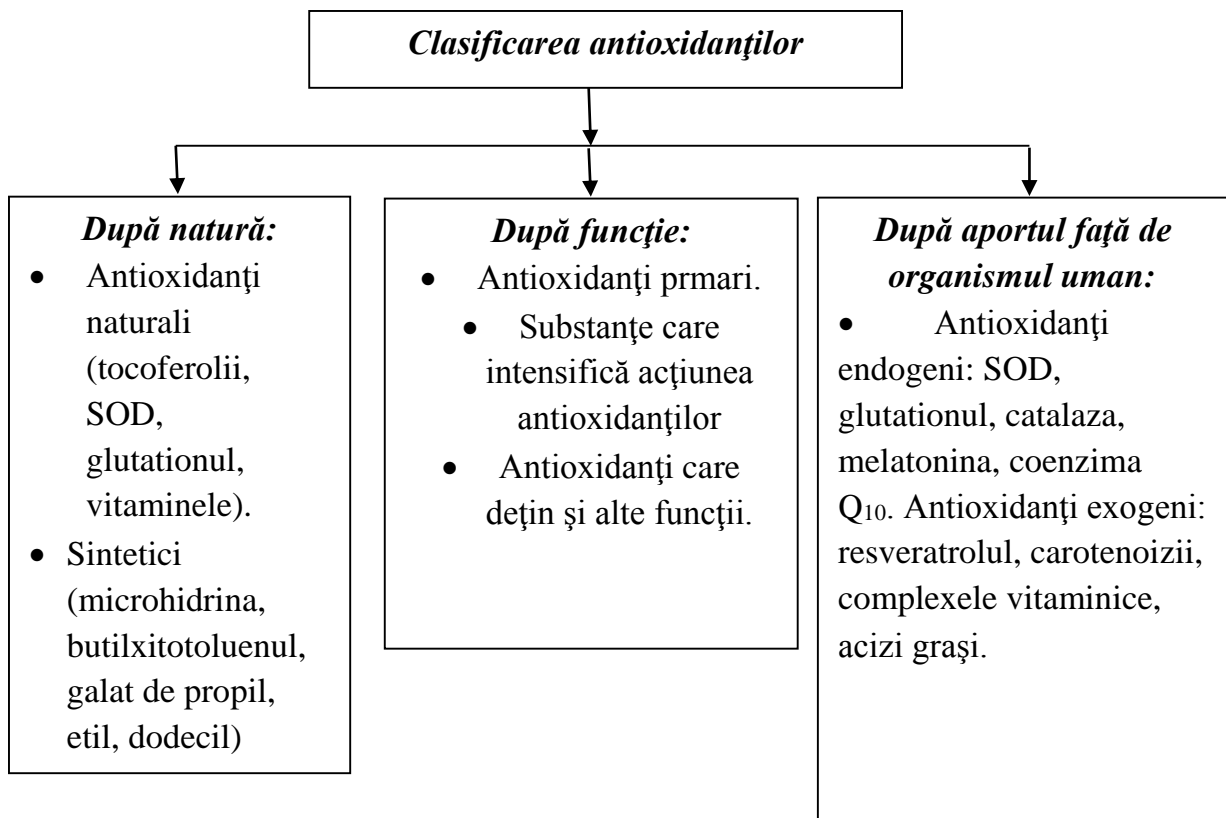 Clasificarea antioxidanţilor
După natură:
• Antioxidanţi
naturali
(tocoferolii,
SOD,
glutationul,
vitaminele).
• Sintetici
(microhidrina,
butilxitotoluenul,
galat de propil,
etil, dodecil)
După funcţie:
• Antioxidanţi prmari.
• Substanţe care
intensifică acţiunea
antioxidanţilor
• Antioxidanţi care
deţin şi alte funcţii.
După aportul faţă de
organismul uman:
• Antioxidanţi
endogeni: SOD,
glutationul, catalaza,
melatonina, coenzima
Q10. Antioxidanţi exogeni:
resveratrolul, carotenoizii,
complexele vitaminice,
acizi graşi.